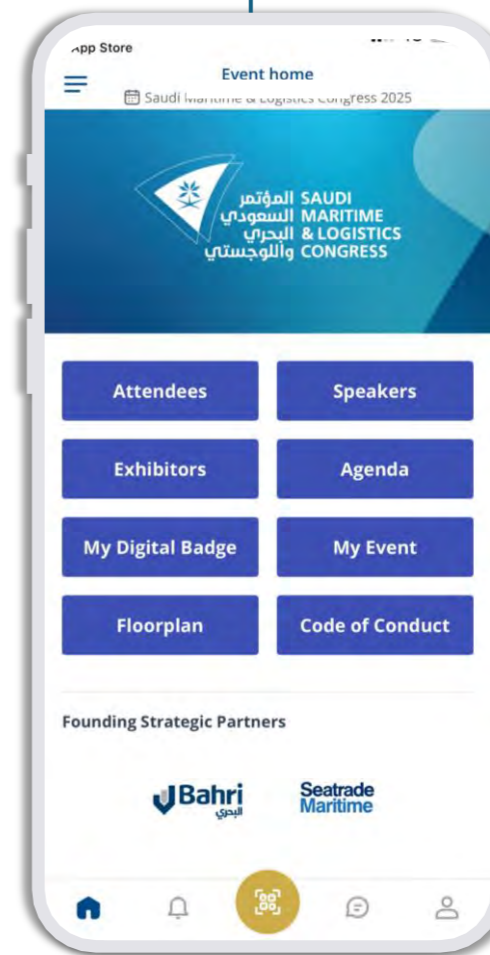 App Store
Event home
Saudi Maritime & Logistics Congress 2025
المؤتمر SAUDI
السعودي MARITIME
البحري & LOGISTICS
واللوجستي CONGRESS
Attendees
Speakers
Exhibitors
Agenda
My Digital Badge
My Event
Floorplan
Code of Conduct
Founding Strategic Partners
Bahri
البحري
Seatrade
Maritime